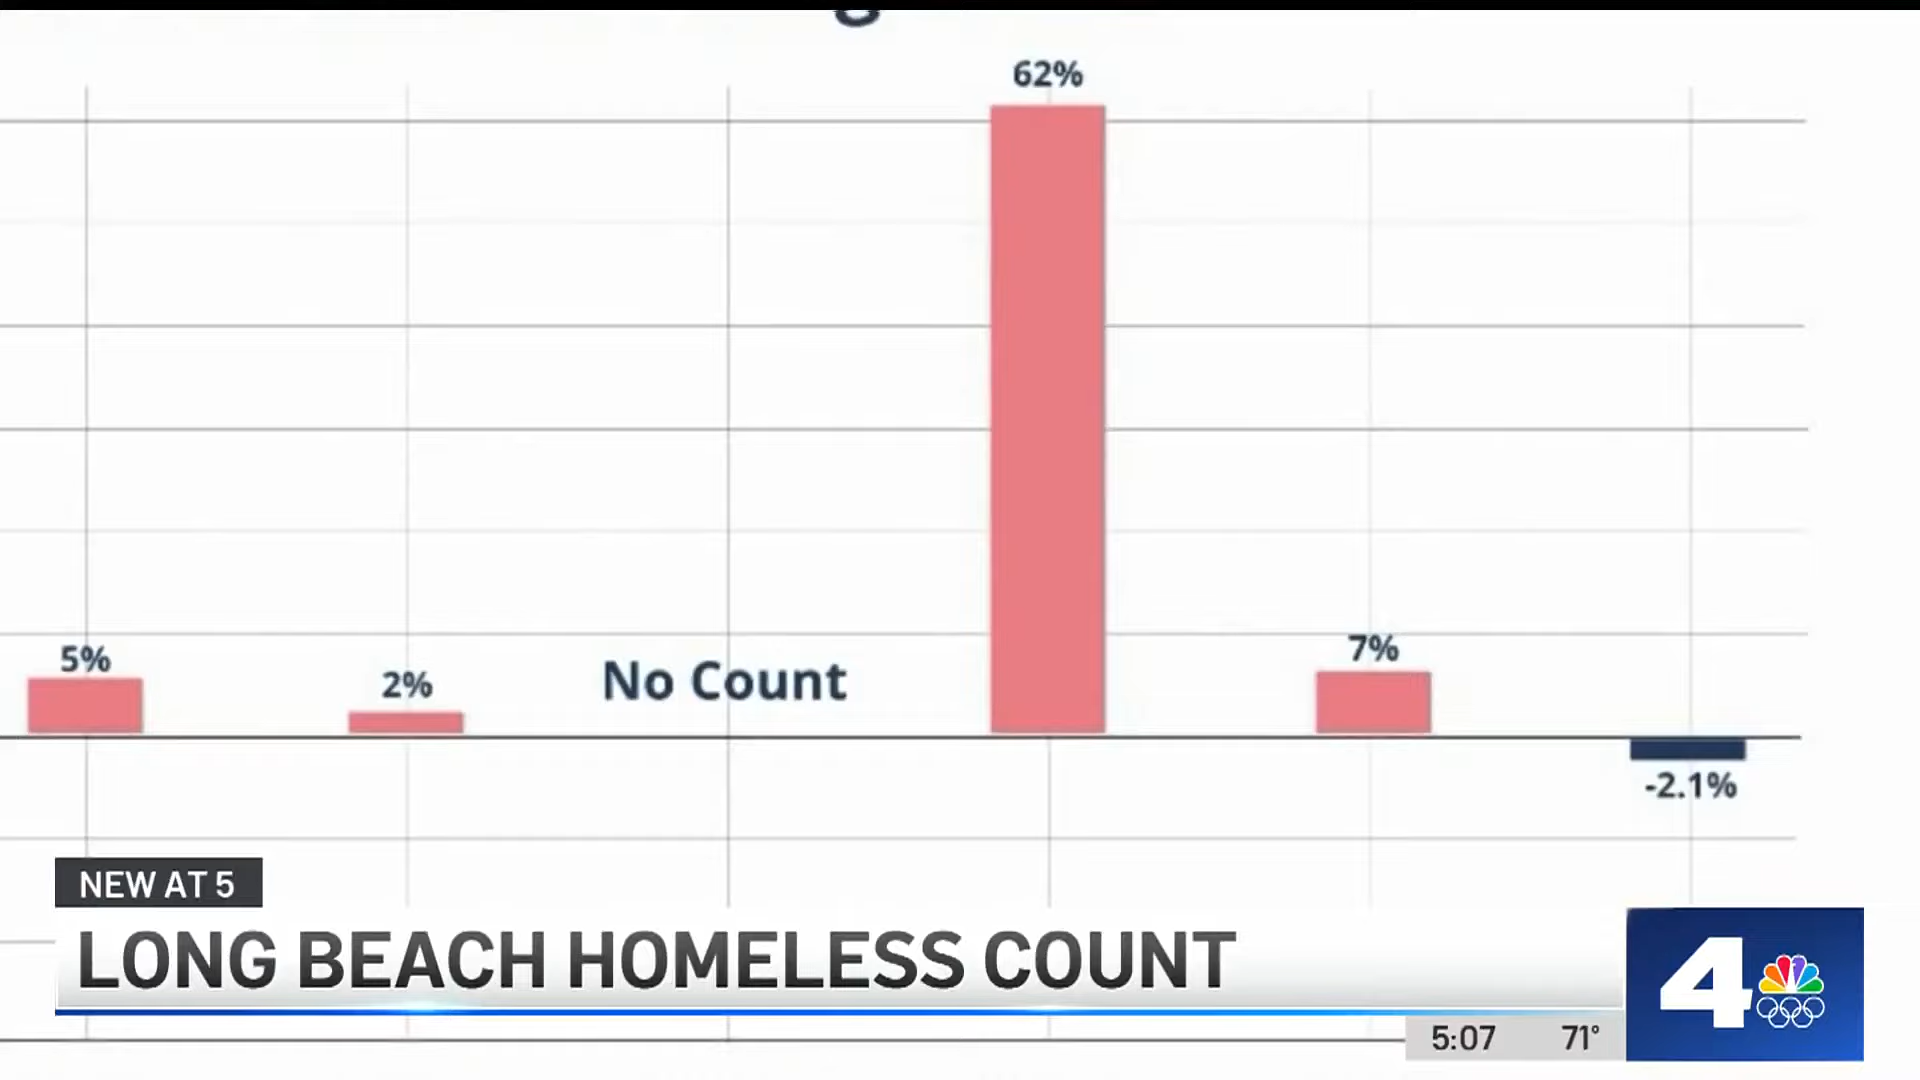 62%
5%
2%
No Count
7%
-2.1%
NEW AT 5
LONG BEACH HOMELESS COUNT
4
5:07 71°